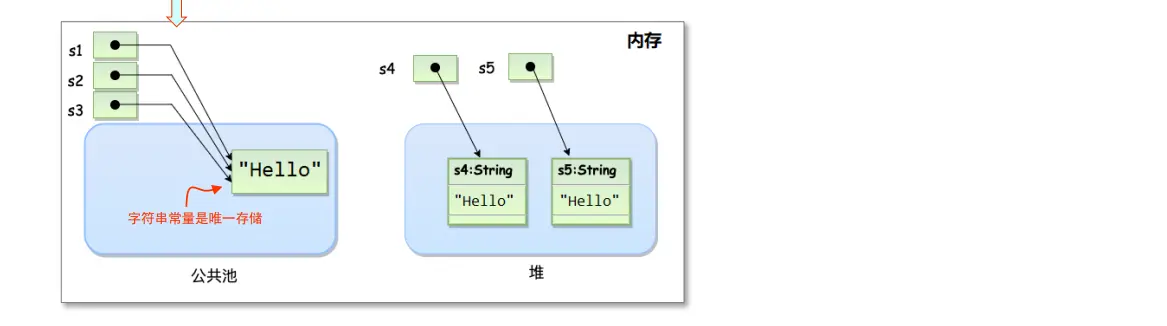 内存
s1
s2
s3
s4
s5
"Hello"
字符串常量是唯一存储
公共池
s4:String
"Hello"
s5:String
"Hello"
堆